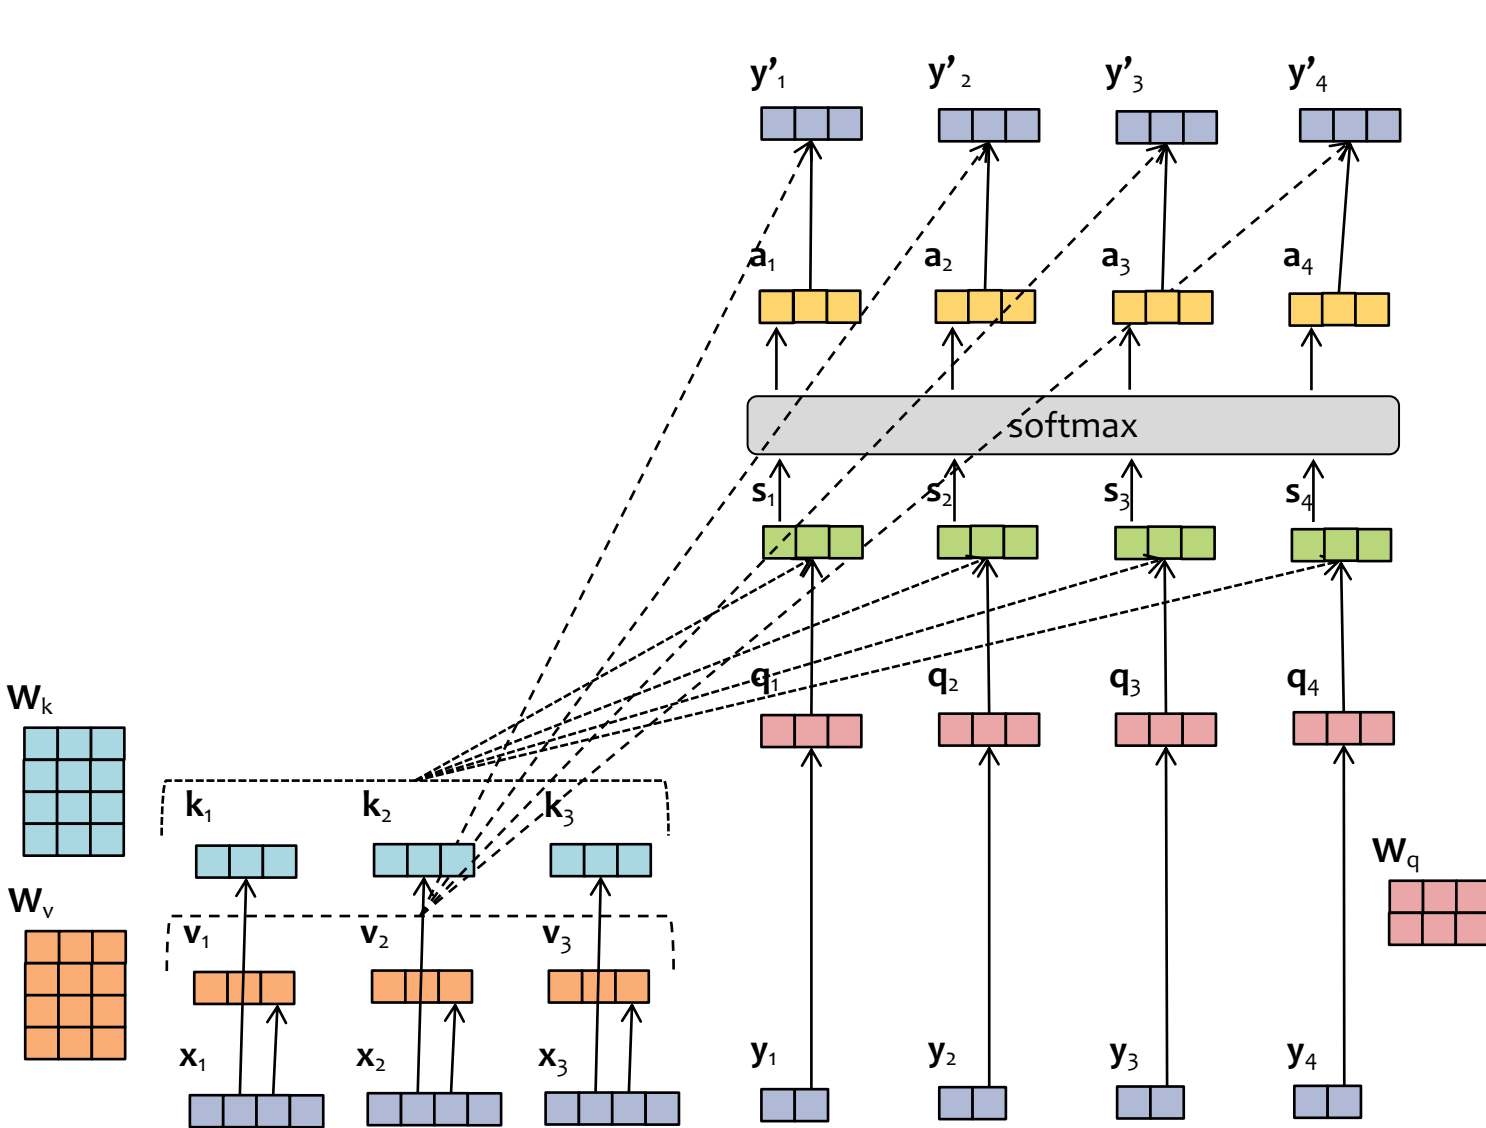 y'₁ y'₂ y'₃ y'₄
a₁ a₂ a₃ a₄
softmax
s₁ s₂ s₃ s₄
q₁ q₂ q₃ q₄
Wₖ
k₁ k₂ k₃
W_q
Wᵥ
v₁ v₂ v₃
x₁ x₂ x₃ y₁ y₂ y₃ y₄